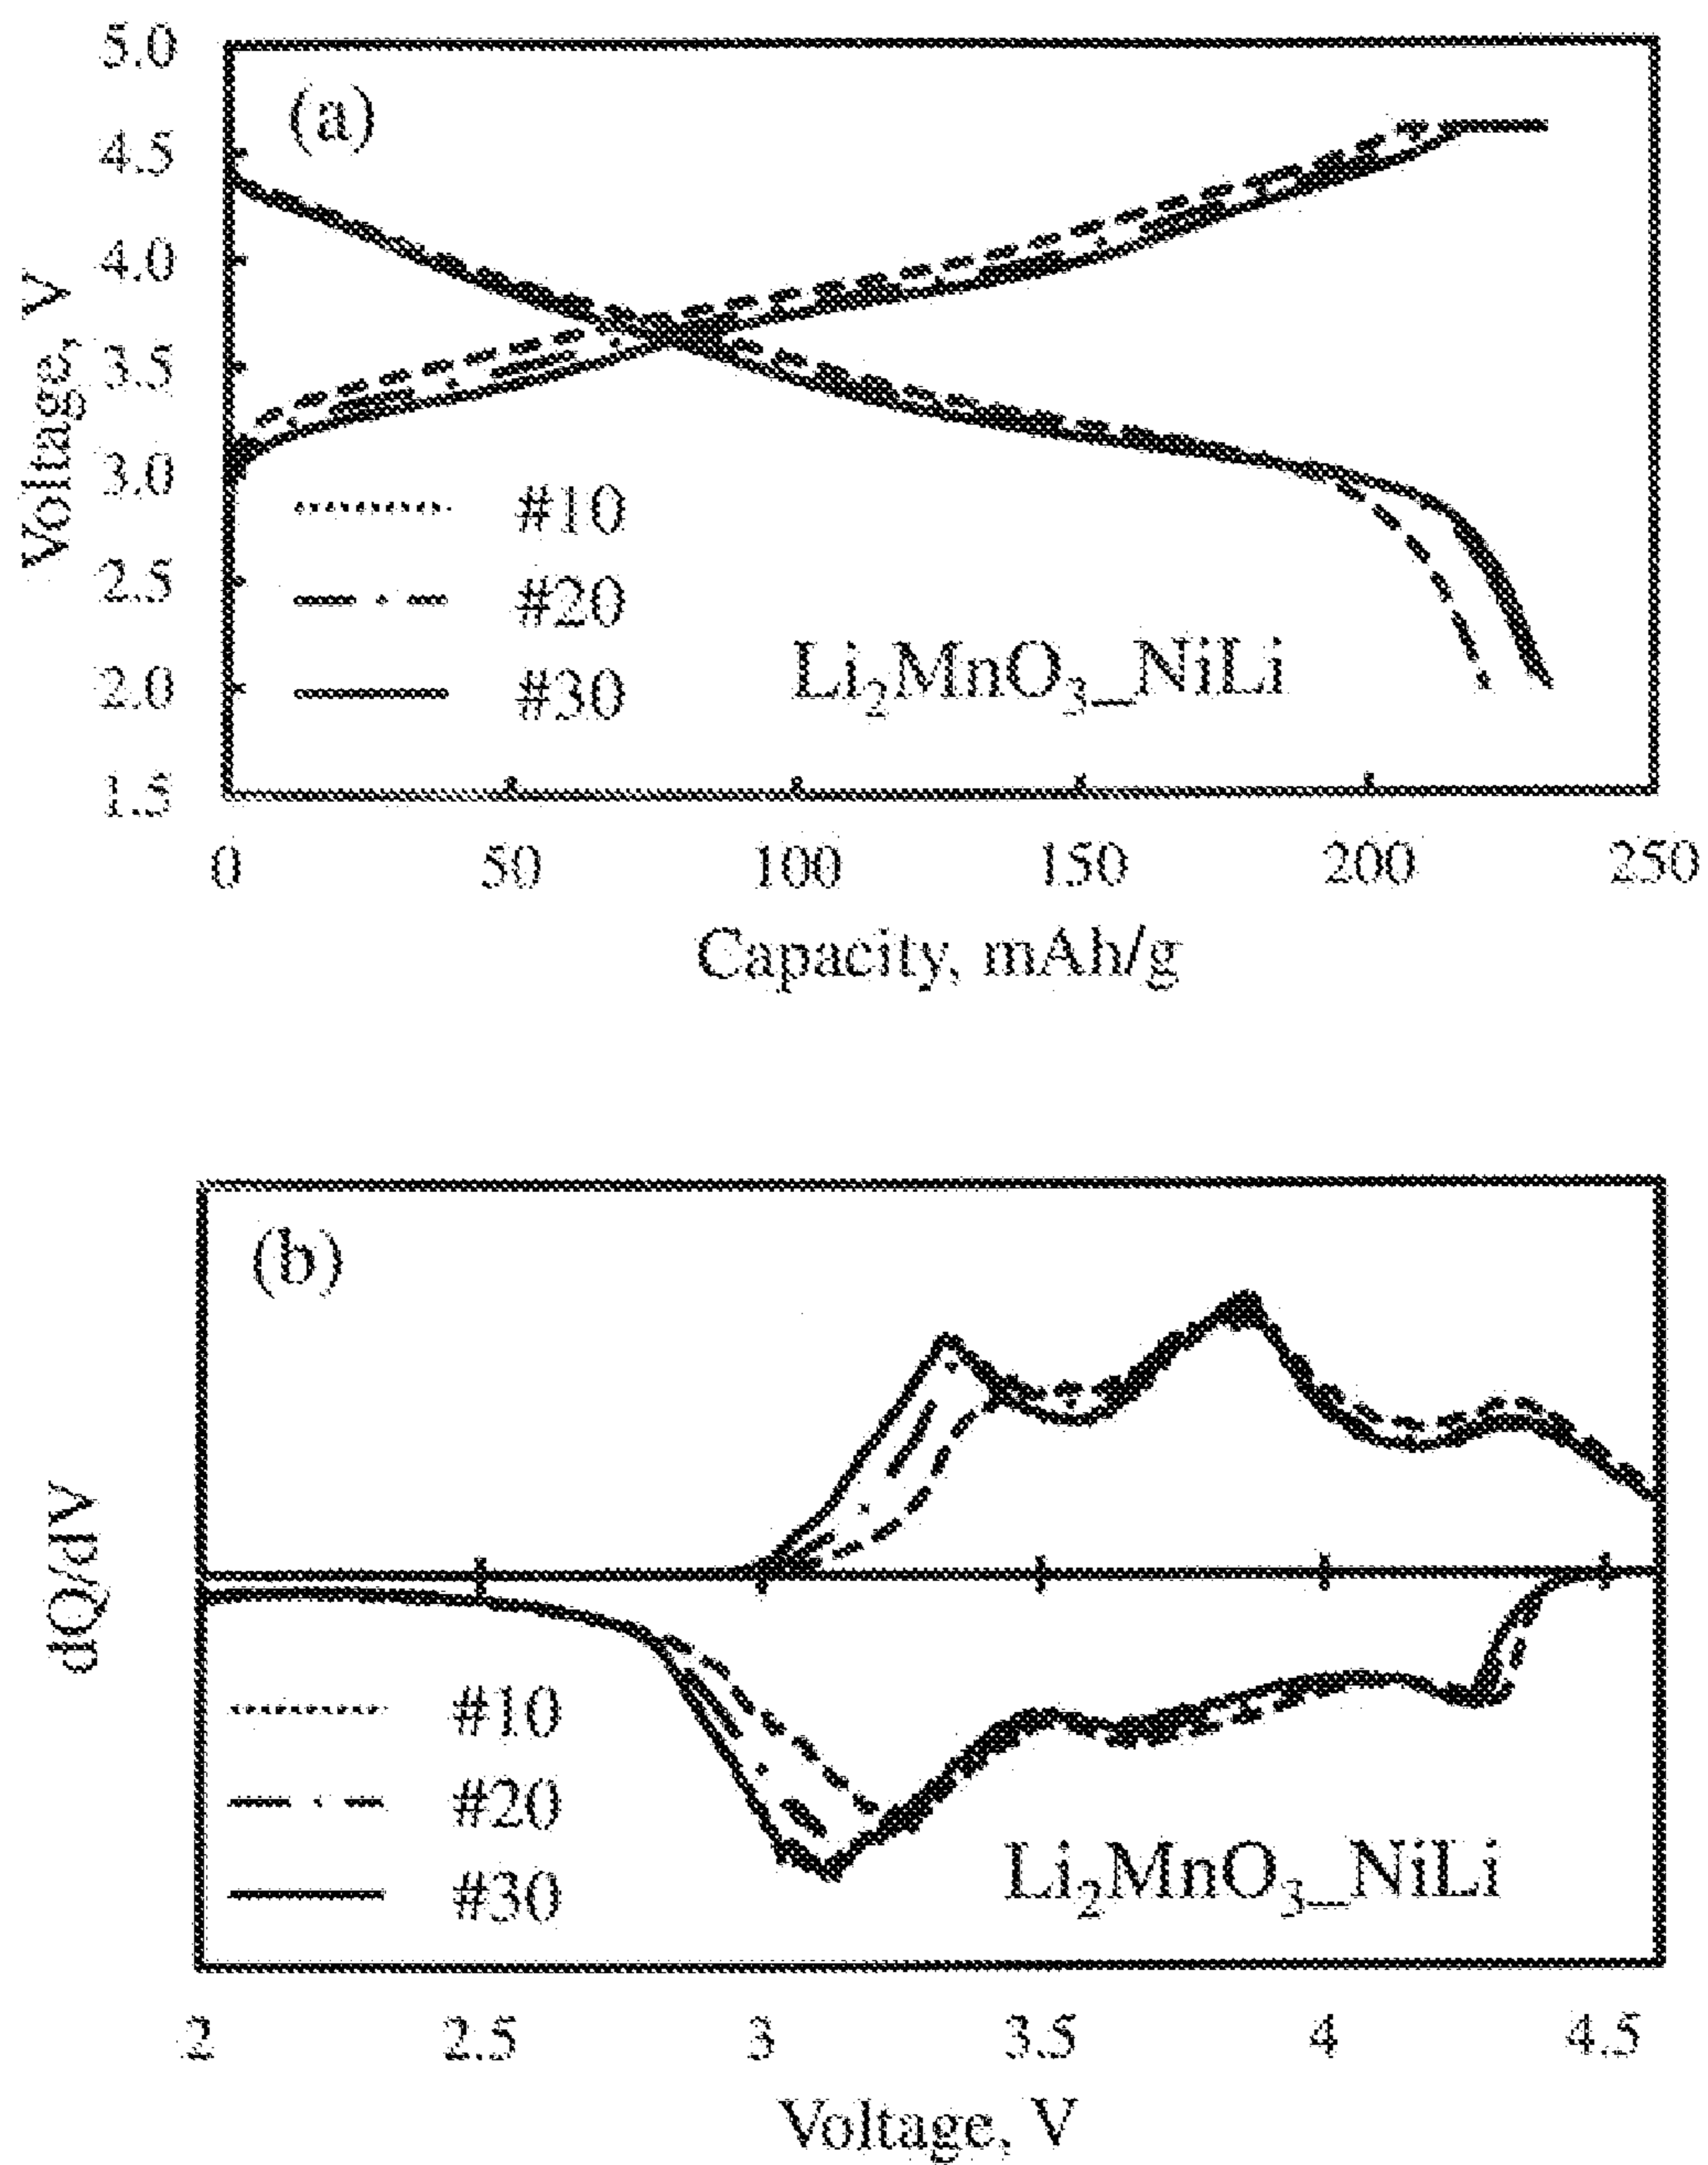 5.0
(a)
4.5
4.0
3.5
3.0
2.5
2.0
1.5
Voltage, V
#10
#20
#30
Li₂MnO₃_NiLi
0 50 100 150 200 250
Capacity, mAh/g
(b)
dQ/dV
#10
#20
#30
Li₂MnO₃_NiLi
2 2.5 3 3.5 4 4.5
Voltage, V